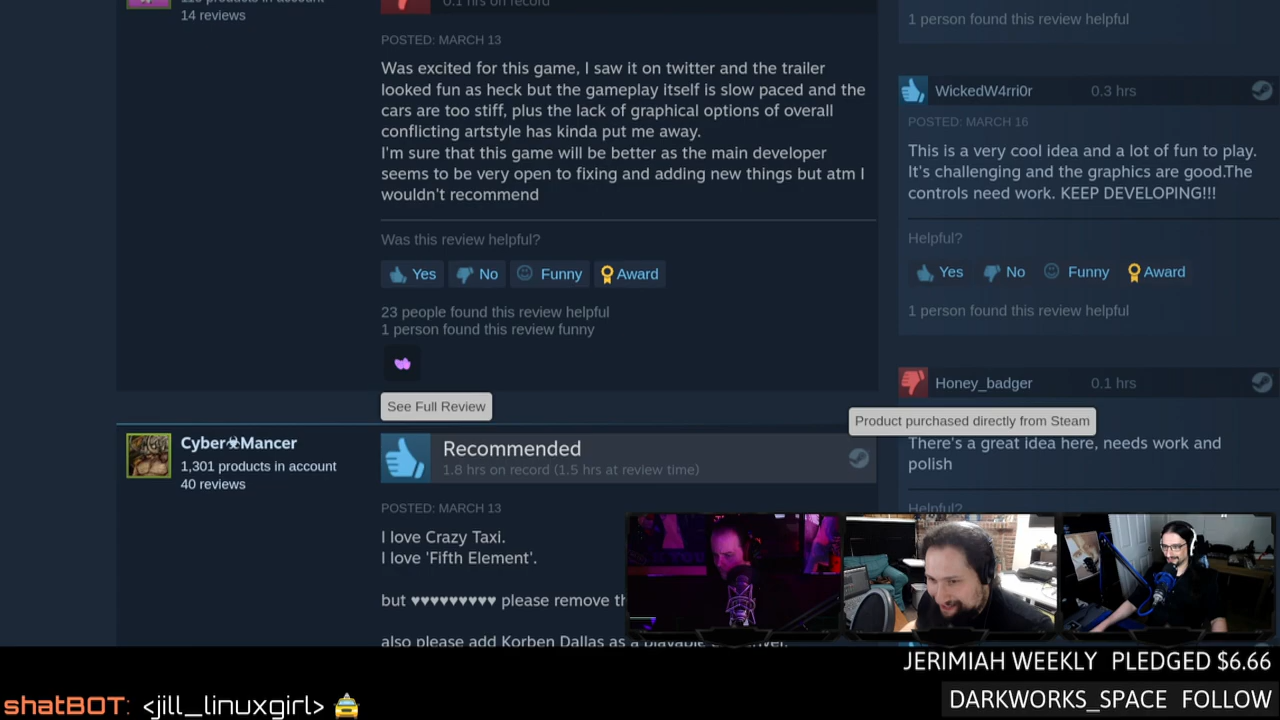 14 reviews
POSTED: MARCH 13
Was excited for this game, I saw it on twitter and the trailer
looked fun as heck but the gameplay itself is slow paced and the
cars are too stiff, plus the lack of graphical options of overall
conflicting artstyle has kinda put me away.
I'm sure that this game will be better as the main developer
seems to be very open to fixing and adding new things but atm I
wouldn't recommend
Was this review helpful?
Yes
No
Funny
Award
23 people found this review helpful
1 person found this review funny
See Full Review
Cyber☣Mancer
1,301 products in account
40 reviews
Recommended
1.8 hrs on record (1.5 hrs at review time)
POSTED: MARCH 13
I love Crazy Taxi.
I love 'Fifth Element'.
but ♥♥♥♥♥♥♥♥♥ please remove
also please add Korben Dallas as a
1 person found this review helpful
WickedW4rri0r
0.3 hrs
POSTED: MARCH 16
This is a very cool idea and a lot of fun to play.
It's challenging and the graphics are good.The
controls need work. KEEP DEVELOPING!!!
Helpful?
Yes
No
Funny
Award
1 person found this review helpful
Honey_badger
0.1 hrs
Product purchased directly from Steam
There's a great idea here, needs work and
polish
Helpful?
JERIMIAH WEEKLY PLEDGED $6.66
DARKWORKS_SPACE FOLLOW
shatBOT: <jill_linuxgirl> 🚖